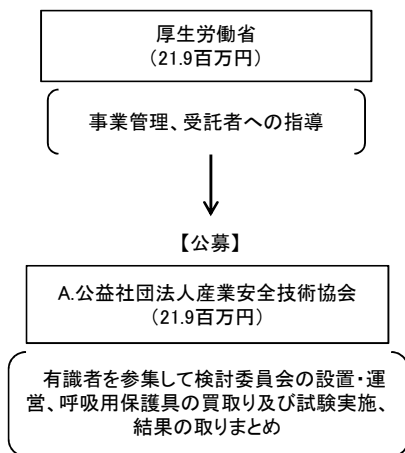 厚生労働省
(21.9百万円)
事業管理、受託者への指導
【公募】
A.公益社団法人産業安全技術協会
(21.9百万円)
有識者を参集して検討委員会の設置・運
営、呼吸用保護具の買取り及び試験実施、
結果の取りまとめ